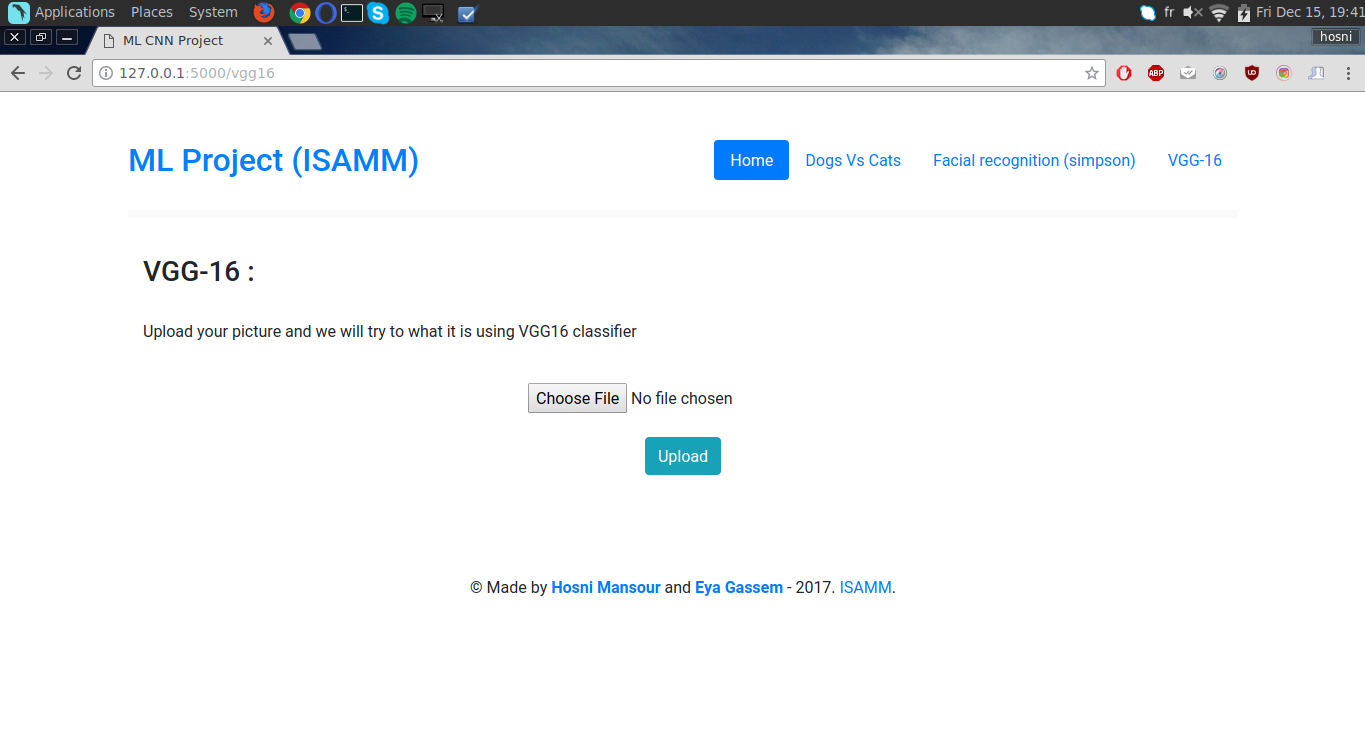 Applications Places System fr Fri Dec 15, 19:41
ML CNN Project hosni
127.0.0.1:5000/vgg16 ABP
ML Project (ISAMM) Home Dogs Vs Cats Facial recognition (simpson) VGG-16
VGG-16 :
Upload your picture and we will try to what it is using VGG16 classifier
Choose File No file chosen
Upload
© Made by Hosni Mansour and Eya Gassem - 2017. ISAMM.